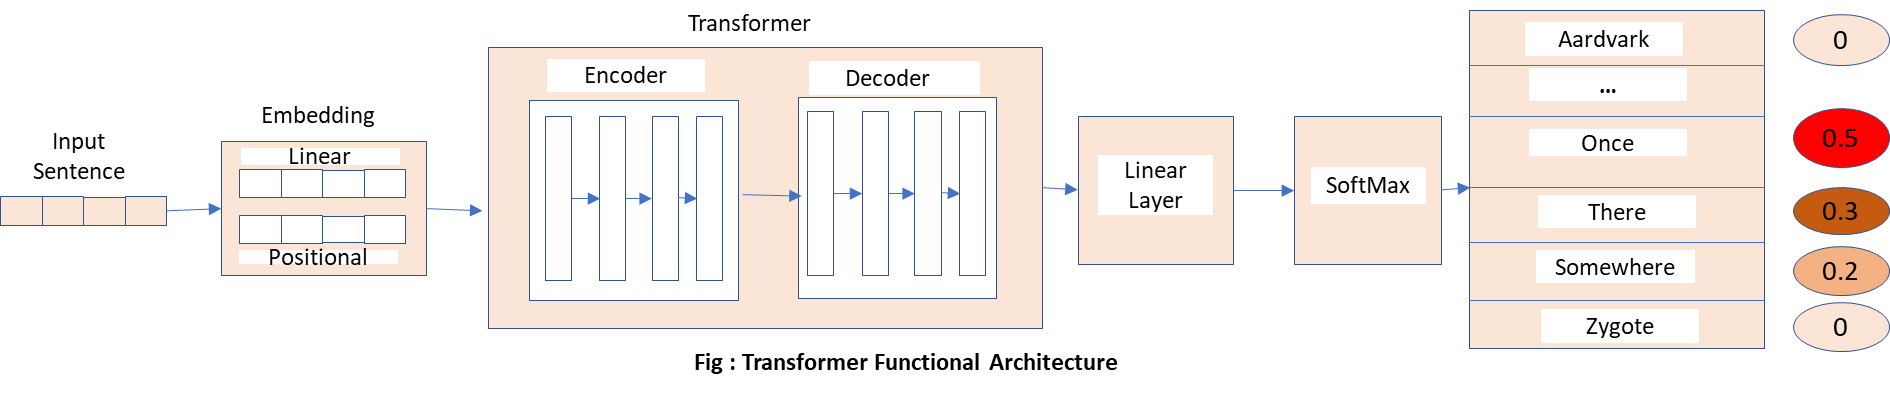 Transformer
Encoder
Decoder
Embedding
Input
Sentence
Linear
Positional
Linear
Layer
SoftMax
Aardvark
...
Once
There
Somewhere
Zygote
0
0.5
0.3
0.2
0
Fig : Transformer Functional Architecture